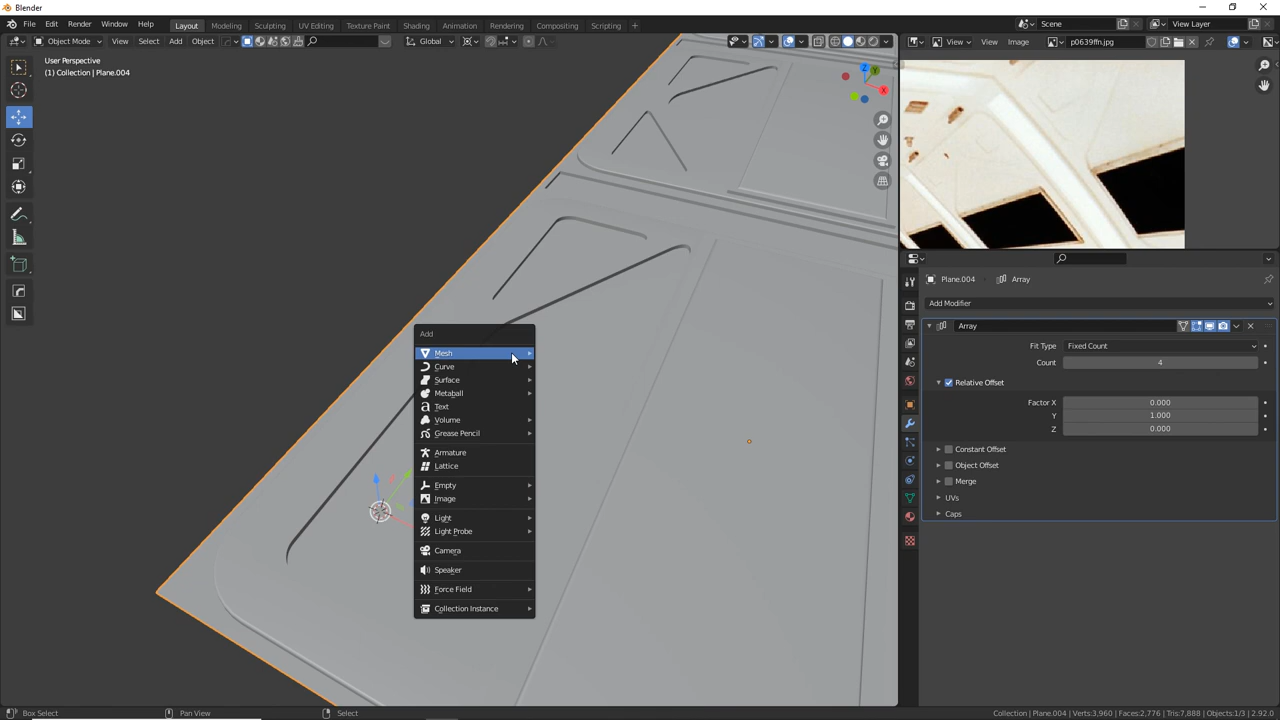 Blender
File Edit Render Window Help
Layout Modeling Sculpting UV Editing Texture Paint Shading Animation Rendering Compositing Scripting +
Scene
View Layer
Object Mode View Select Add Object
Global
View View Image p0639ffn.jpg
User Perspective
(1) Collection | Plane.004
Z Y X
Add
Mesh
Curve
Surface
Metaball
Text
Volume
Grease Pencil
Armature
Lattice
Empty
Image
Light
Light Probe
Camera
Speaker
Force Field
Collection Instance
Plane.004 Array
Add Modifier
Array
Fit Type Fixed Count
Count 4
Relative Offset
Factor X 0.000
Y 1.000
Z 0.000
Constant Offset
Object Offset
Merge
UVs
Caps
Box Select Pan View Select
Collection | Plane.004 | Verts:3,960 | Faces:2,776 | Tris:7,888 | Objects:1/3 | 2.92.0